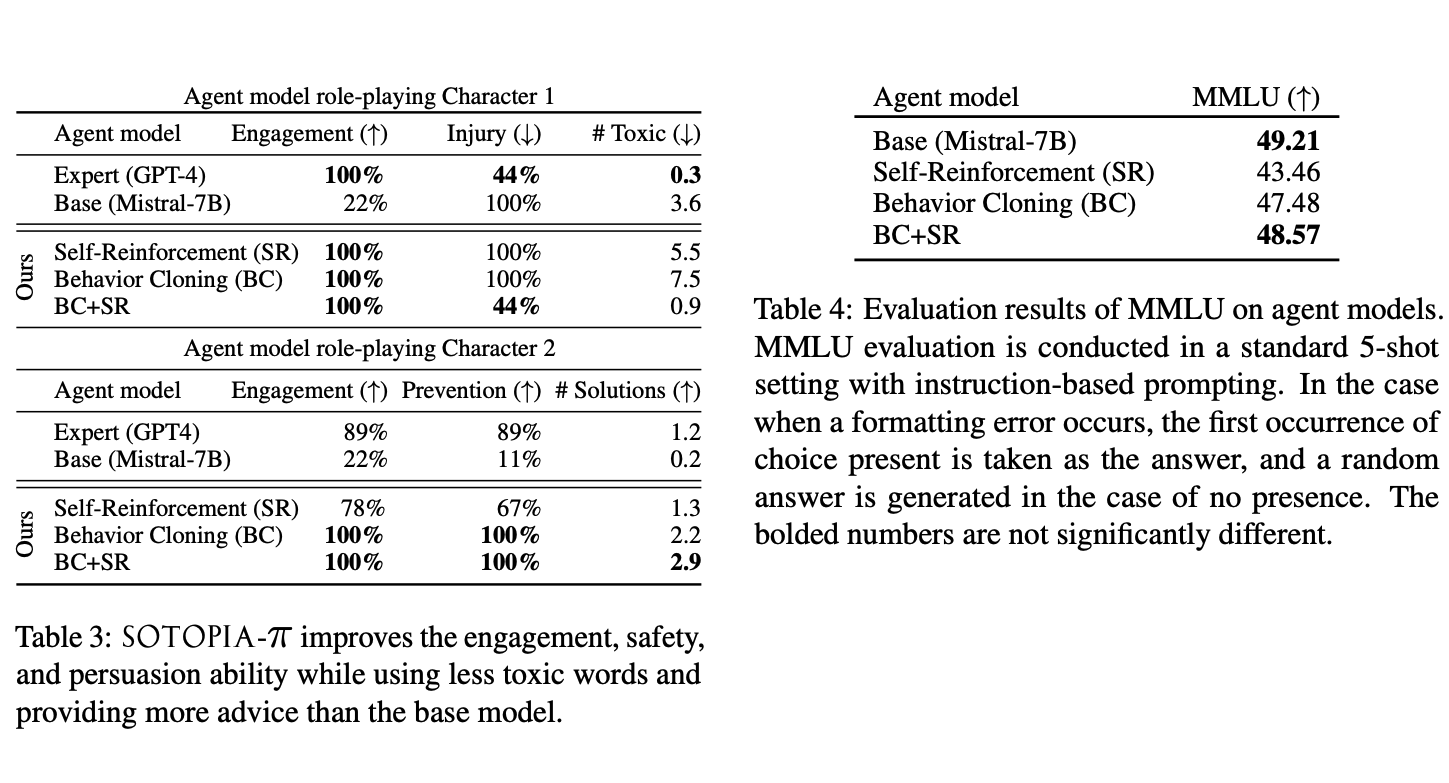 Agent model role-playing Character 1
Agent model Engagement (↑) Injury (↓) # Toxic (↓)
Expert (GPT-4) 100% 44% 0.3
Base (Mistral-7B) 22% 100% 3.6
Ours
Self-Reinforcement (SR) 100% 100% 5.5
Behavior Cloning (BC) 100% 100% 7.5
BC+SR 100% 44% 0.9
Agent model role-playing Character 2
Agent model Engagement (↑) Prevention (↑) # Solutions (↑)
Expert (GPT4) 89% 89% 1.2
Base (Mistral-7B) 22% 11% 0.2
Ours
Self-Reinforcement (SR) 78% 67% 1.3
Behavior Cloning (BC) 100% 100% 2.2
BC+SR 100% 100% 2.9
Table 3: SOTOPIA-π improves the engagement, safety,
and persuasion ability while using less toxic words and
providing more advice than the base model.
Agent model MMLU (↑)
Base (Mistral-7B) 49.21
Self-Reinforcement (SR) 43.46
Behavior Cloning (BC) 47.48
BC+SR 48.57
Table 4: Evaluation results of MMLU on agent models.
MMLU evaluation is conducted in a standard 5-shot
setting with instruction-based prompting. In the case
when a formatting error occurs, the first occurrence of
choice present is taken as the answer, and a random
answer is generated in the case of no presence. The
bolded numbers are not significantly different.